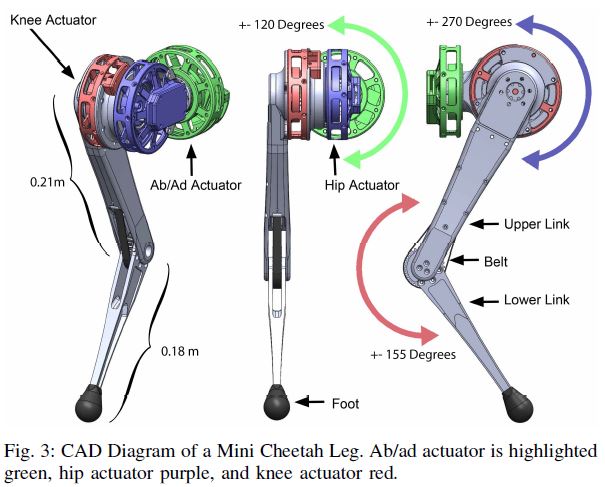 Knee Actuator
+- 120 Degrees
+- 270 Degrees
0.21m
Ab/Ad Actuator
Hip Actuator
Upper Link
Belt
Lower Link
0.18 m
+- 155 Degrees
Foot
Fig. 3: CAD Diagram of a Mini Cheetah Leg. Ab/ad actuator is highlighted
green, hip actuator purple, and knee actuator red.